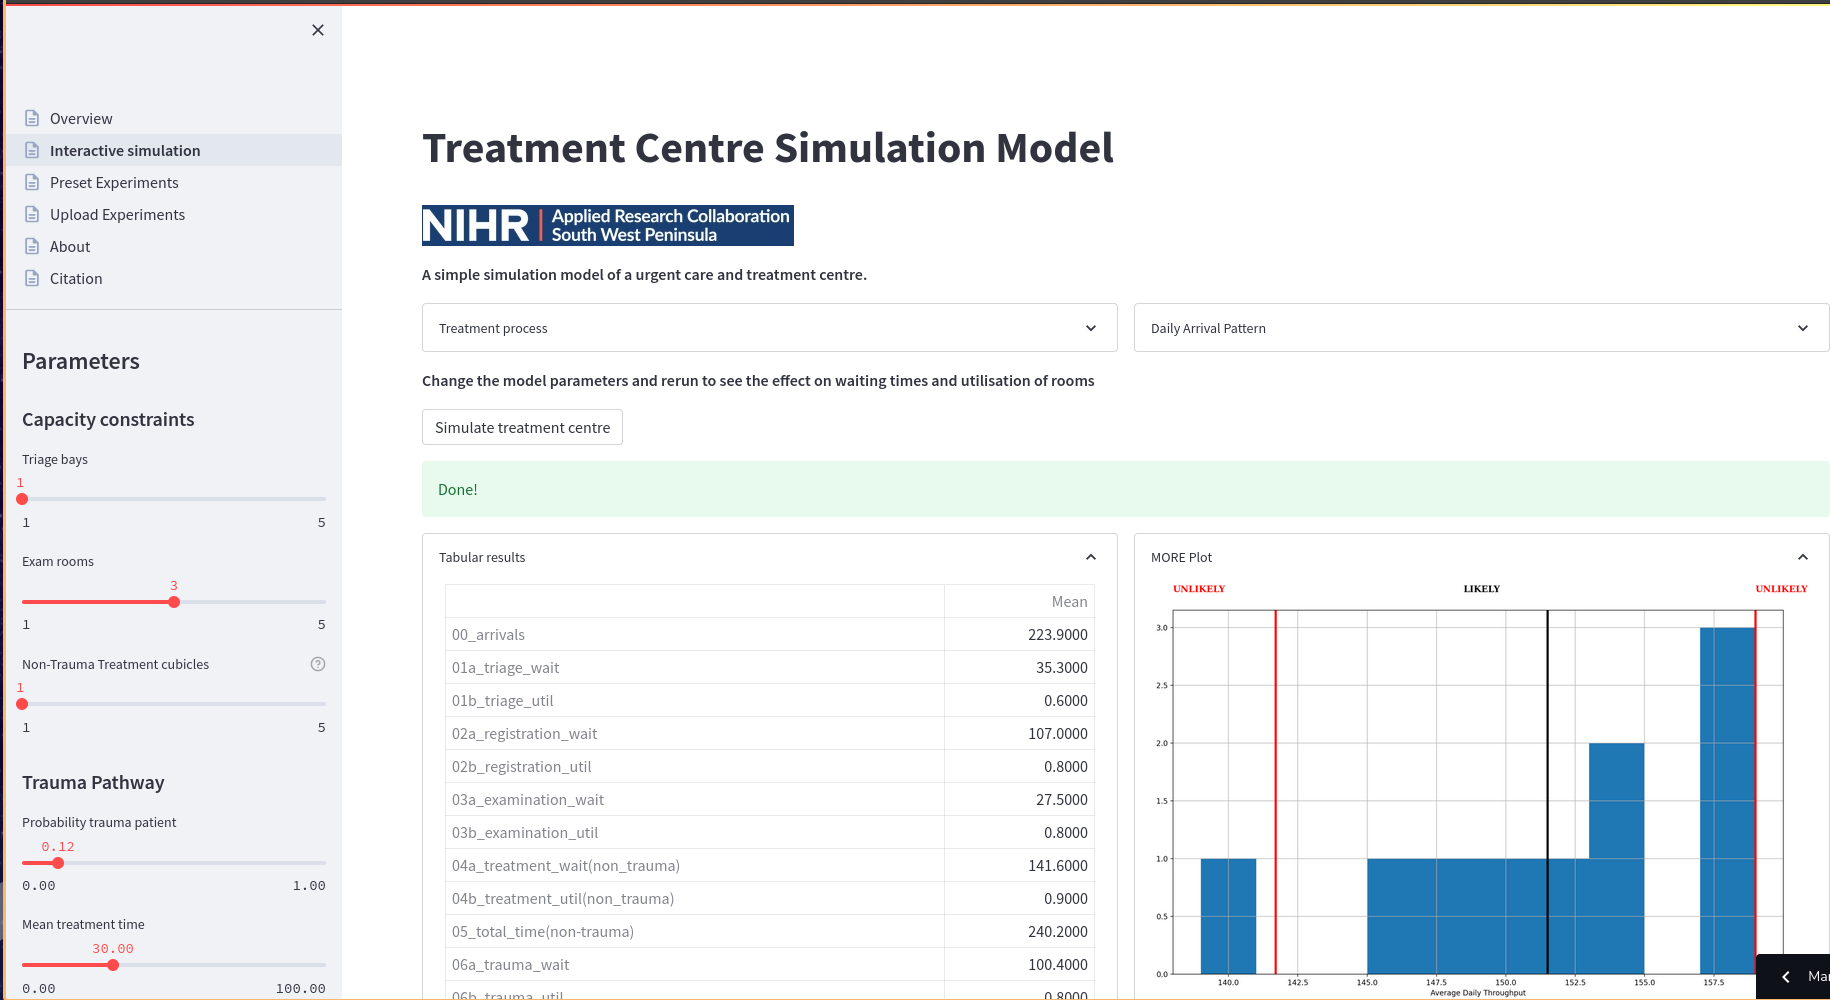 Overview
Interactive simulation
Preset Experiments
Upload Experiments
About
Citation
Parameters
Capacity constraints
Triage bays
1
1 5
Exam rooms
3
1 5
Non-Trauma Treatment cubicles
1
1 5
Trauma Pathway
Probability trauma patient
0.12
0.00 1.00
Mean treatment time
30.00
0.00 100.00
Treatment Centre Simulation Model
NIHR | Applied Research Collaboration
South West Peninsula
A simple simulation model of a urgent care and treatment centre.
Treatment process
Daily Arrival Pattern
Change the model parameters and rerun to see the effect on waiting times and utilisation of rooms
Simulate treatment centre
Done!
Tabular results
Mean
00_arrivals 223.9000
01a_triage_wait 35.3000
01b_triage_util 0.6000
02a_registration_wait 107.0000
02b_registration_util 0.8000
03a_examination_wait 27.5000
03b_examination_util 0.8000
04a_treatment_wait(non_trauma) 141.6000
04b_treatment_util(non_trauma) 0.9000
05_total_time(non-trauma) 240.2000
06a_trauma_wait 100.4000
06b_trauma_util 0.8000
MORE Plot
UNLIKELY LIKELY UNLIKELY
3.0
2.5
2.0
1.5
1.0
0.5
0.0
140.0 142.5 145.0 147.5 150.0 152.5 155.0 157.5
Average Daily Throughput